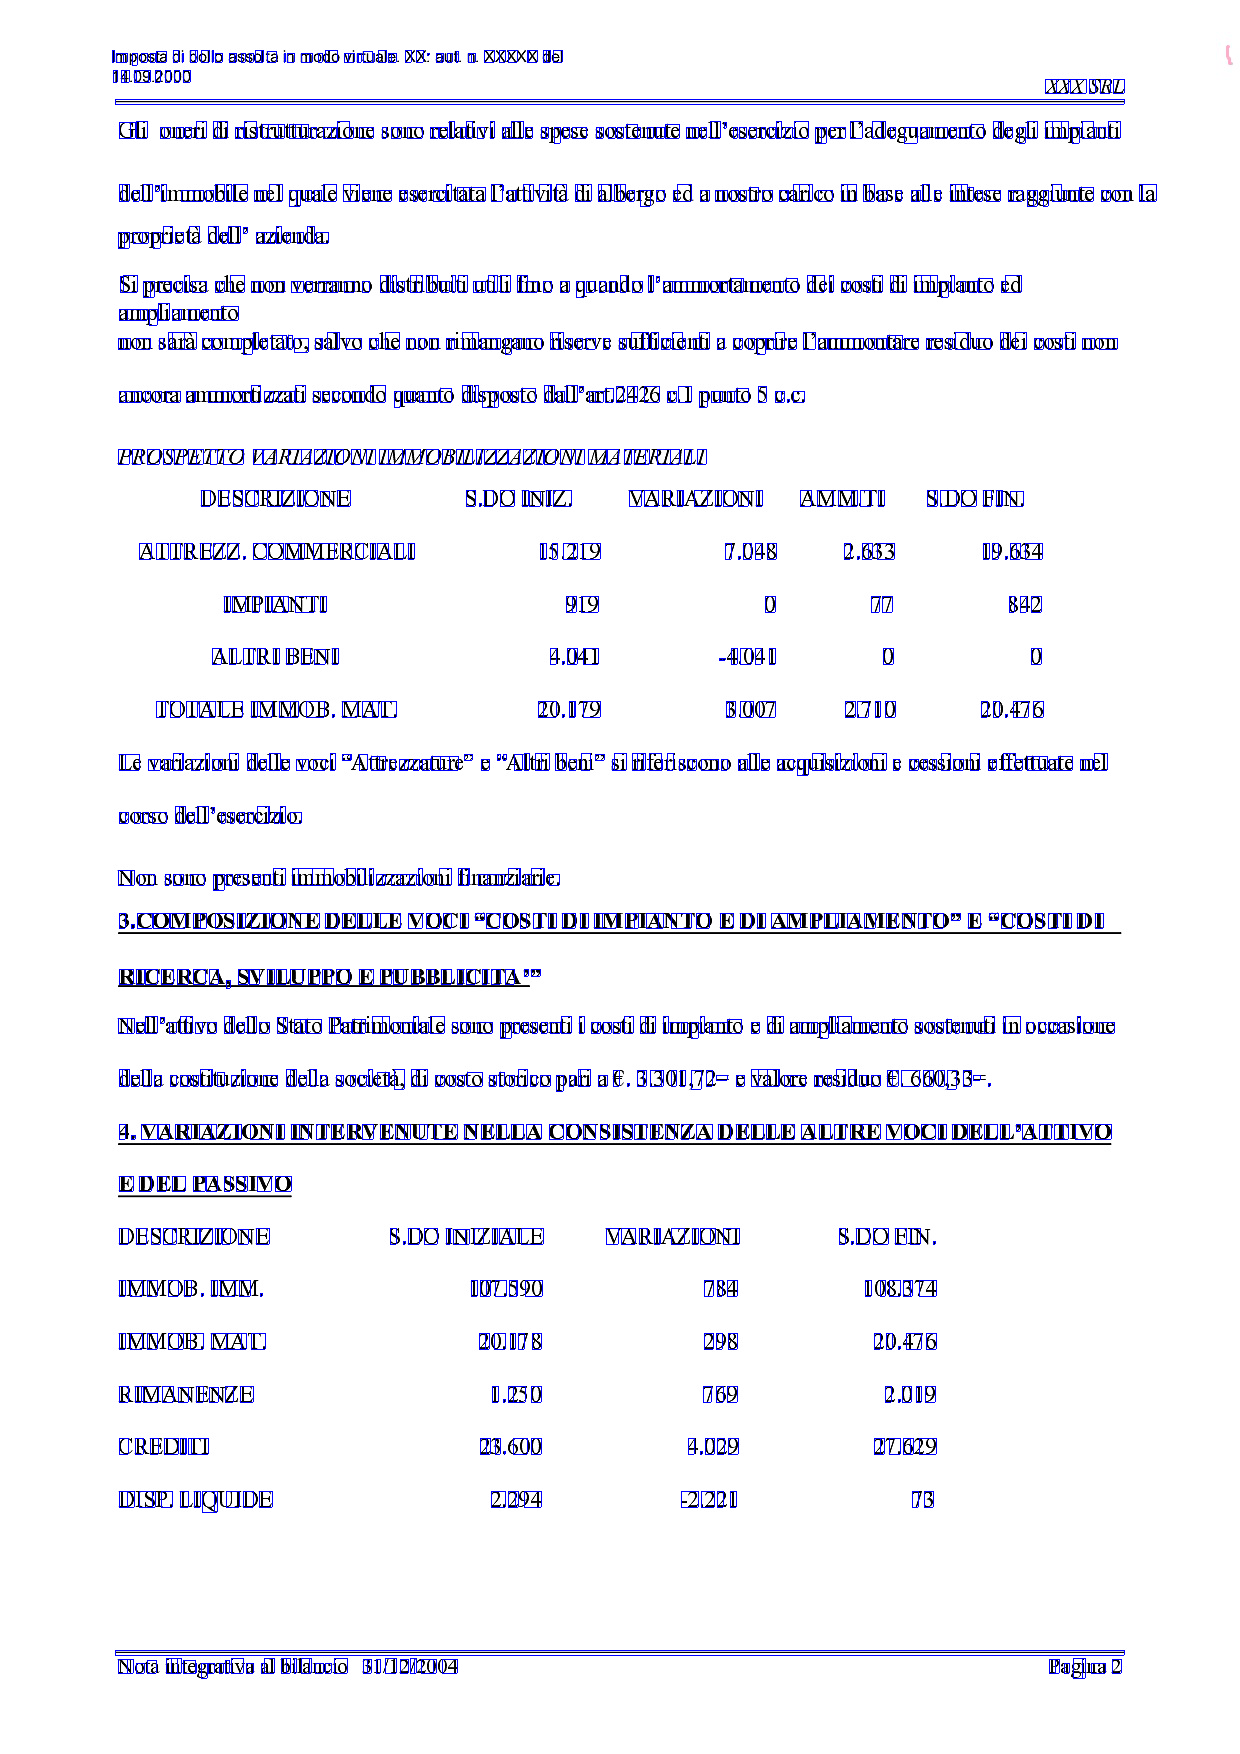 Imposta di bollo assolta in modo virtuale XX: aut. n. XXXXX del
14.09.2000
XXX SRL
Gli oneri di ristrutturazione sono relativi alle spese sostenute nell’esercizio per l’adeguamento degli impianti
dell’immobile nel quale viene esercitata l’attività di albergo ed a nostro carico in base alle intese raggiunte con la
proprietà dell’ azienda.
Si precisa che non verranno distribuiti utili fino a quando l’ammortamento dei costi di impianto ed
ampliamento
non sarà completato, salvo che non rimangano riserve sufficienti a coprire l’ammontare residuo dei costi non
ancora ammortizzati secondo quanto disposto dall’art.2426 c.1 punto 5 c.c.
PROSPETTO VARIAZIONI IMMOBILIZZAZIONI MATERIALI
DESCRIZIONE S.DO INIZ. VARIAZIONI AMM.TI S.DO FIN.
ATTREZZ. COMMERCIALI 15.219 7.048 2.633 19.634
IMPIANTI 919 0 77 842
ALTRI BENI 4.041 -4.041 0 0
TOTALE IMMOB. MAT. 20.179 3.007 2.710 20.476
Le variazioni delle voci “Attrezzature” e “Altri beni” si riferiscono alle acquisizioni e cessioni effettuate nel
corso dell’esercizio.
Non sono presenti immobilizzazioni finanziarie.
3.COMPOSIZIONE DELLE VOCI “COSTI DI IMPIANTO E DI AMPLIAMENTO” E “COSTI DI
RICERCA, SVILUPPO E PUBBLICITA’”
Nell’attivo dello Stato Patrimoniale sono presenti i costi di impianto e di ampliamento sostenuti in occasione
della costituzione della società, di costo storico pari a €. 3.301,72= e valore residuo €. 660,33=.
4. VARIAZIONI INTERVENUTE NELLA CONSISTENZA DELLE ALTRE VOCI DELL’ATTIVO
E DEL PASSIVO
DESCRIZIONE S.DO INIZIALE VARIAZIONI S.DO FIN.
IMMOB. IMM. 107.590 784 108.374
IMMOB. MAT. 20.178 298 20.476
RIMANENZE 1.250 769 2.019
CREDITI 23.600 4.029 27.629
DISP. LIQUIDE 2.294 -2.221 73
Nota integrativa al bilancio 31/12/2004 Pagina 2